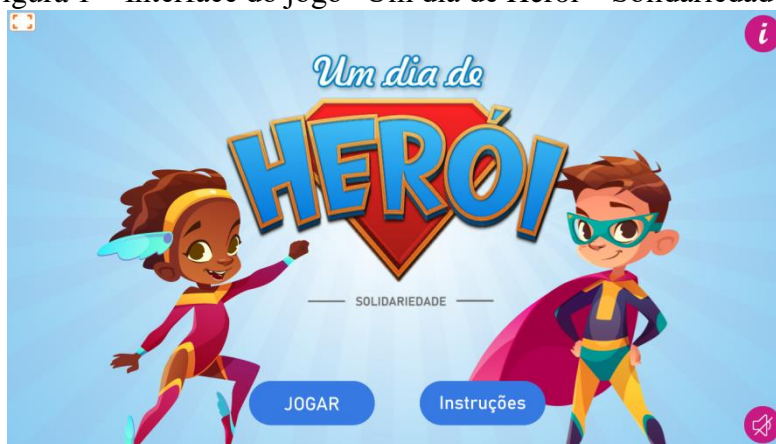 Interface do jogo "Um dia de Herói – Solidariedad
i
Um dia de
HERÓI
SOLIDARIEDADE
JOGAR
Instruções